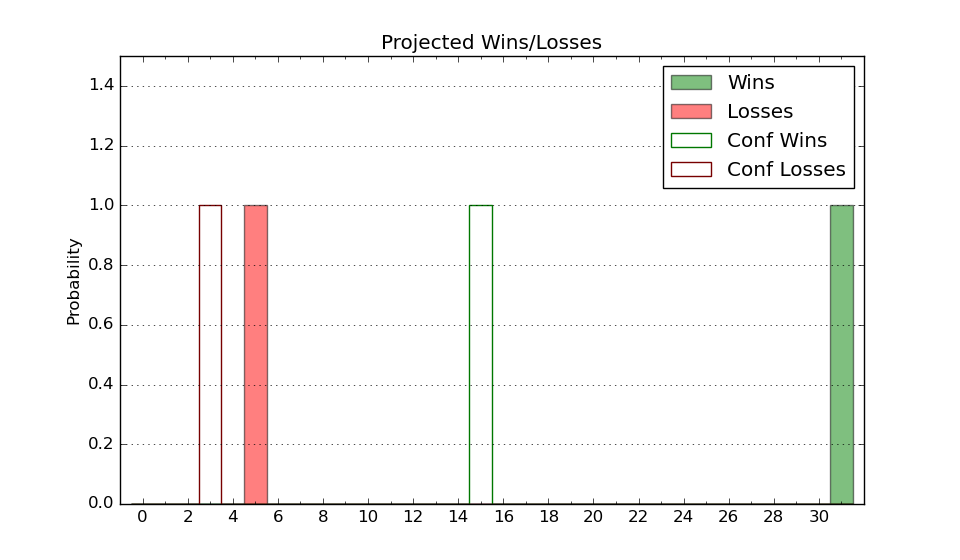 Projected Wins/Losses
1.4
1.2
1.0
0.8
0.6
0.4
0.2
0.0
Probability
Wins
Losses
Conf Wins
Conf Losses
0 2 4 6 8 10 12 14 16 18 20 22 24 26 28 30